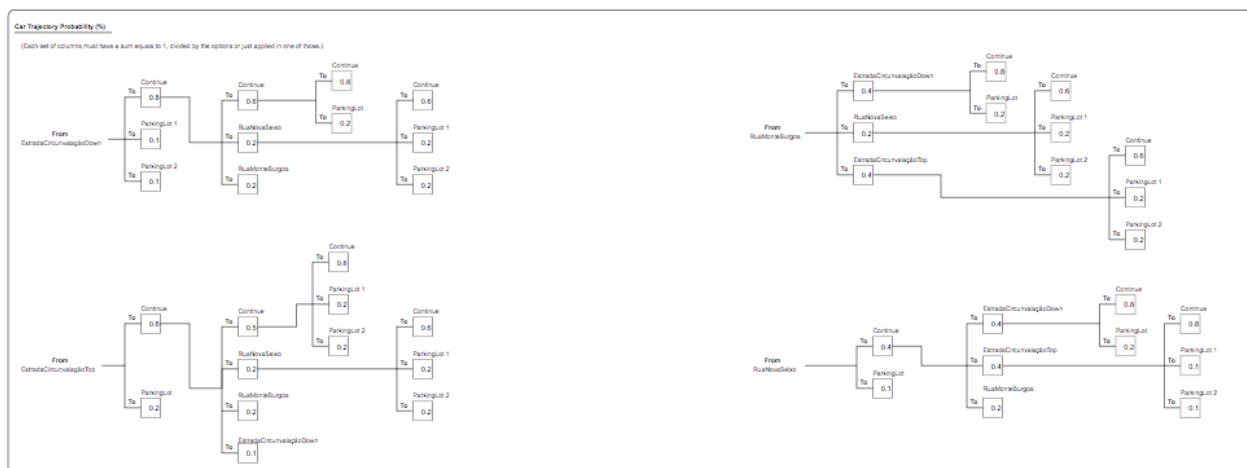 Car Trajectory Probability (%)
(Each set of columns must have a sum equals to 1, divided by the options or just applied in one of those.)
From
EstradaCircunvalaçãoDown
To
Continue
0.8
To
ParkingLot 1
0.1
To
ParkingLot 2
0.1
To
Continue
0.6
To
RuaNovaSeixo
0.2
To
RuaMonteBurgos
0.2
To
Continue
0.8
To
ParkingLot
0.2
To
Continue
0.6
To
ParkingLot 1
0.2
To
ParkingLot 2
0.2
From
RuaMonteBurgos
To
EstradaCircunvalaçãoDown
0.4
To
RuaNovaSeixo
0.2
To
EstradaCircunvalaçãoTop
0.4
To
Continue
0.8
To
ParkingLot
0.2
To
Continue
0.6
To
ParkingLot 1
0.2
To
ParkingLot 2
0.2
To
Continue
0.6
To
ParkingLot 1
0.2
To
ParkingLot 2
0.2
From
EstradaCircunvalaçãoTop
To
Continue
0.8
To
ParkingLot
0.2
To
Continue
0.5
To
RuaNovaSeixo
0.2
To
RuaMonteBurgos
0.2
To
EstradaCircunvalaçãoDown
0.1
To
Continue
0.6
To
ParkingLot 1
0.2
To
ParkingLot 2
0.2
To
Continue
0.6
To
ParkingLot 1
0.2
To
ParkingLot 2
0.2
From
RuaNovaSeixo
To
Continue
0.4
To
ParkingLot
0.1
To
EstradaCircunvalaçãoDown
0.4
To
EstradaCircunvalaçãoTop
0.4
To
RuaMonteBurgos
0.2
To
Continue
0.8
To
ParkingLot
0.2
To
Continue
0.8
To
ParkingLot 1
0.1
To
ParkingLot 2
0.1